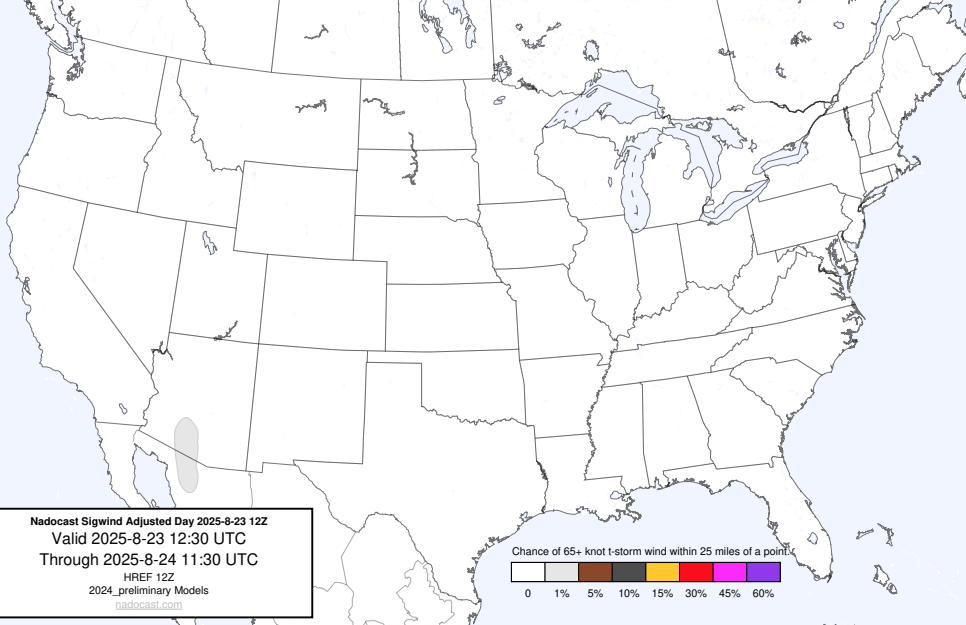 Nadocast Sigwind Adjusted Day 2025-8-23 12Z
Valid 2025-8-23 12:30 UTC
Through 2025-8-24 11:30 UTC
HREF 12Z
2024_preliminary Models
nadocast.com
Chance of 65+ knot t-storm wind within 25 miles of a point.
0 1% 5% 10% 15% 30% 45% 60%